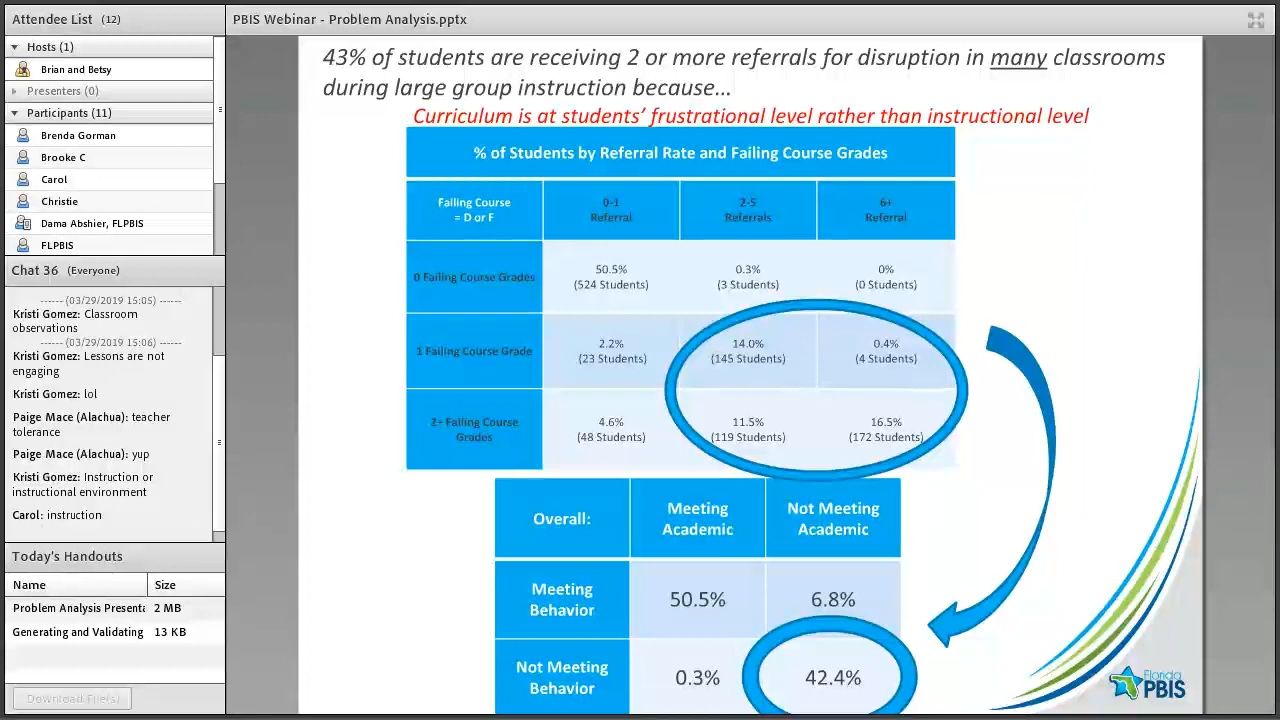 Attendee List (12)
Hosts (1)
Brian and Betsy
Presenters (0)
Participants (11)
Brenda Gorman
Brooke C
Carol
Christie
Dama Abshier, FLPBIS
FLPBIS
Chat 36 (Everyone)
------ (03/29/2019 15:05) ------
Kristi Gomez: Classroom
observations
------ (03/29/2019 15:06) ------
Kristi Gomez: Lessons are not
engaging
Kristi Gomez: lol
Paige Mace (Alachua): teacher
tolerance
Paige Mace (Alachua): yup
Kristi Gomez: Instruction or
instructional environment
Carol: instruction
Today's Handouts
Name Size
Problem Analysis Presenta 2 MB
Generating and Validating 13 KB
Download File(s)
PBIS Webinar - Problem Analysis.pptx
43% of students are receiving 2 or more referrals for disruption in many classrooms
during large group instruction because…
Curriculum is at students' frustrational level rather than instructional level
% of Students by Referral Rate and Failing Course Grades
Failing Course
= D or F
0-1
Referral
2-5
Referrals
6+
Referral
0 Failing Course Grades
50.5%
(524 Students)
0.3%
(3 Students)
0%
(0 Students)
1 Failing Course Grade
2.2%
(23 Students)
14.0%
(145 Students)
0.4%
(4 Students)
2+ Failing Course
Grades
4.6%
(48 Students)
11.5%
(119 Students)
16.5%
(172 Students)
Overall:
Meeting
Academic
Not Meeting
Academic
Meeting
Behavior
50.5%
6.8%
Not Meeting
Behavior
0.3%
42.4%
Florida
PBIS